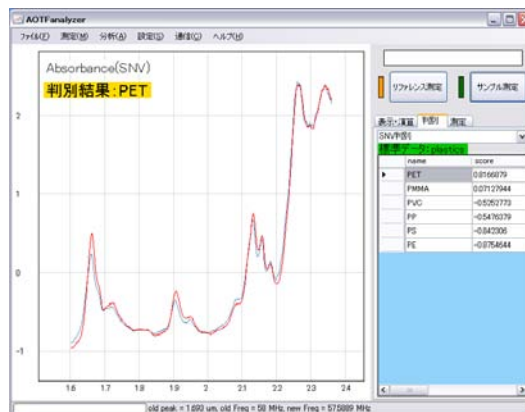 AOTFanalyzer
ファイル(F) 測定(M) 分析(A) 設定(S) 通信(C) ヘルプ(H)
Absorbance(SNV)
判別結果:PET
2
1
0
-1
1.6 1.7 1.8 1.9 2 2.1 2.2 2.3 2.4
リファレンス測定 サンプル測定
表示・演算 判別 測定
SNV判別
標準データ:plastics
name score
PET 0.8166879
PMMA 0.07127944
PVC -0.5252773
PP -0.5476379
PS -0.842306
PE -0.8754644
old peak = 1.693 um, old Freq = 58 MHz, new Freq = 57.5889 MHz